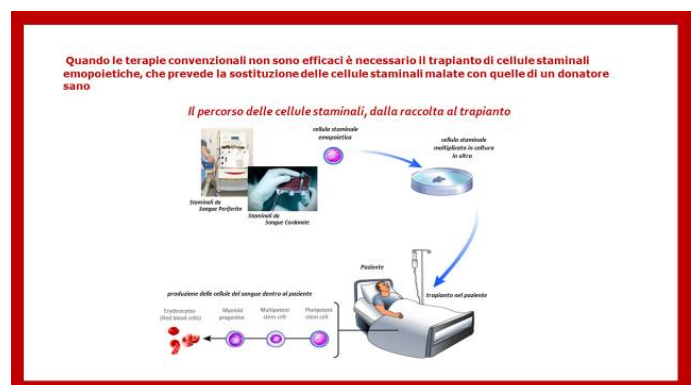 Quando le terapie convenzionali non sono efficaci è necessario il trapianto di cellule staminali
emopoietiche, che prevede la sostituzione delle cellule staminali malate con quelle di un donatore
sano
Il percorso delle cellule staminali, dalla raccolta al trapianto
cellula staminale
emopoietica
cellula staminale
moltiplicata in coltura
in vitro
Staminali da
Sangue Periferico
Staminali da
Sangue Cordonale
Paziente
trapianto nel paziente
produzione delle cellule del sangue dentro al paziente
Erythrocytes
(Red blood cells)
Myeloid
progenitor
Multipotent
stem cell
Pluripotent
stem cell